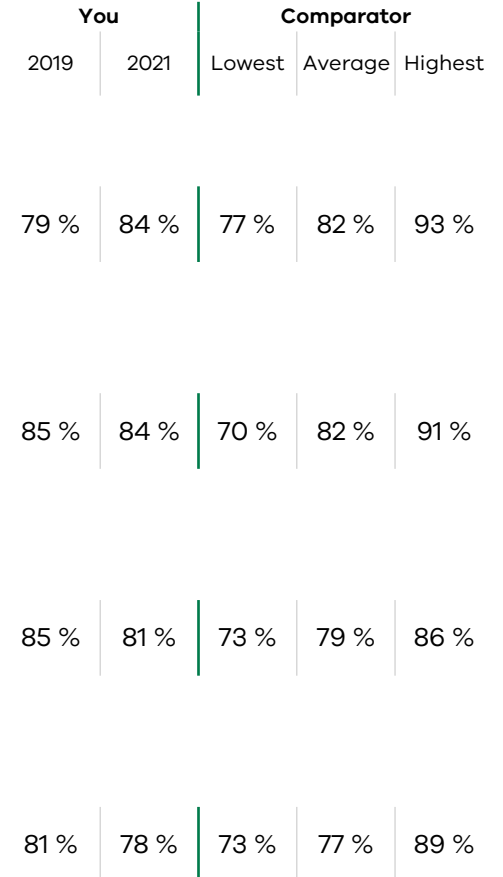 You Comparator
2019 2021 Lowest Average Highest
79 % 84 % 77 % 82 % 93 %
85 % 84 % 70 % 82 % 91 %
85 % 81 % 73 % 79 % 86 %
81 % 78 % 73 % 77 % 89 %